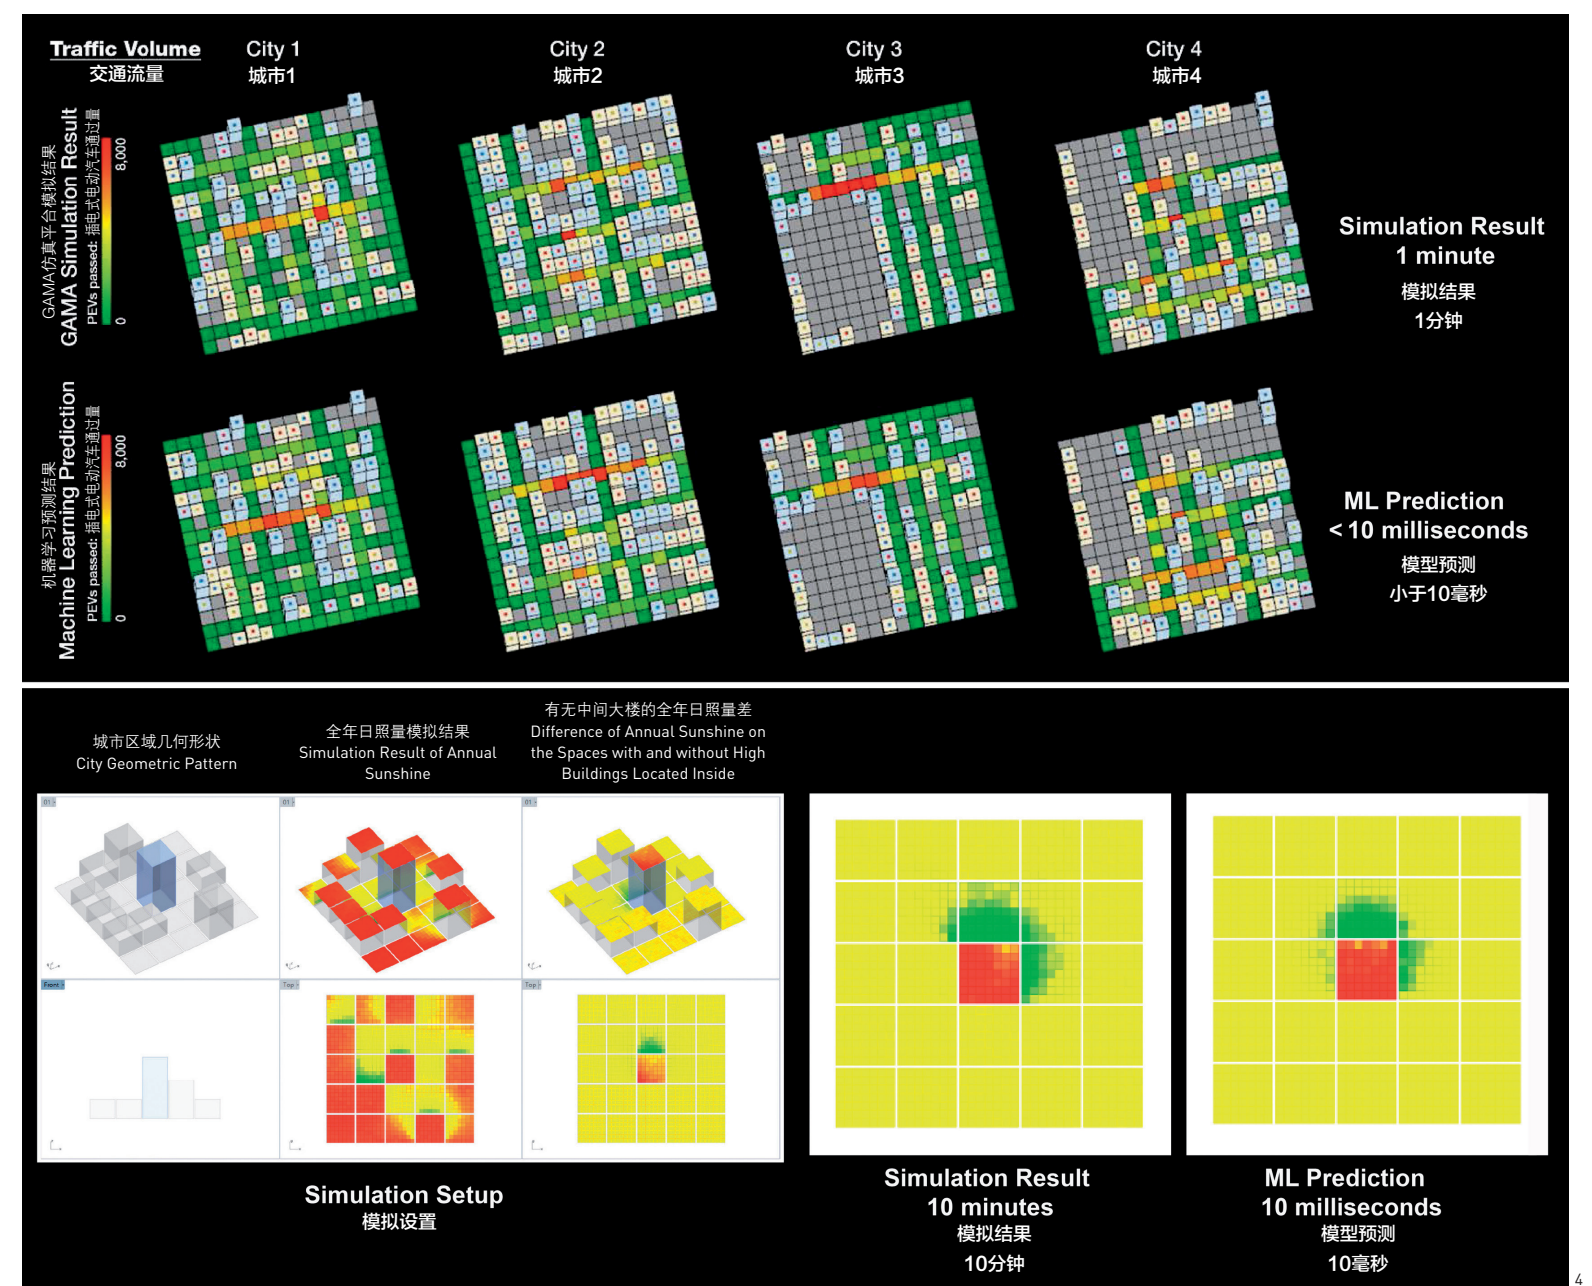 Traffic Volume
交通流量
City 1
城市1
City 2
城市2
City 3
城市3
City 4
城市4
GAMA仿真平台模拟结果
GAMA Simulation Result
PEVs passed: 插电式电动汽车通过量
8,000
0
Simulation Result
1 minute
模拟结果
1分钟
机器学习预测结果
Machine Learning Prediction
PEVs passed: 插电式电动汽车通过量
8,000
0
ML Prediction
< 10 milliseconds
模型预测
小于10毫秒
城市区域几何形状
City Geometric Pattern
全年日照量模拟结果
Simulation Result of Annual
Sunshine
有无中间大楼的全年日照量差
Difference of Annual Sunshine on
the Spaces with and without High
Buildings Located Inside
01
01
01
Front
Top
Top
Simulation Setup
模拟设置
Simulation Result
10 minutes
模拟结果
10分钟
ML Prediction
10 milliseconds
模型预测
10毫秒
4